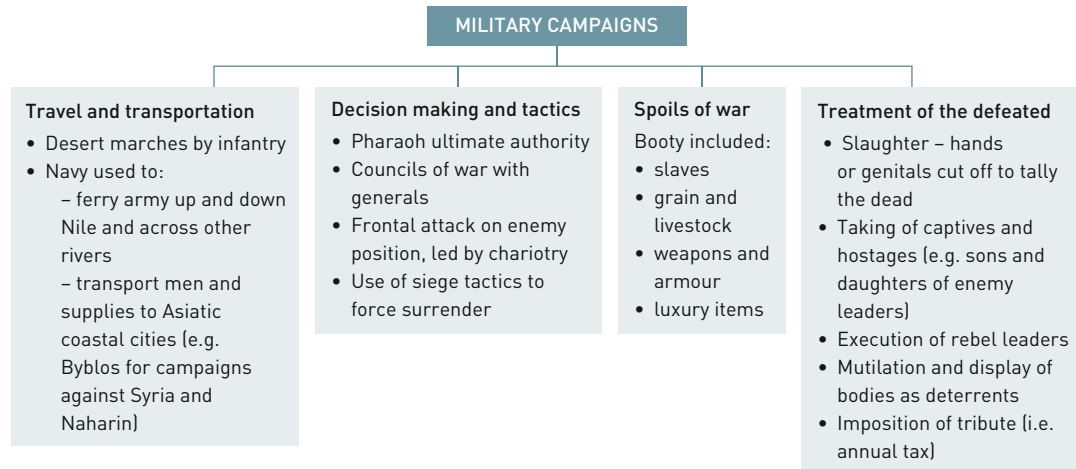 MILITARY CAMPAIGNS
Travel and transportation
• Desert marches by infantry
• Navy used to:
– ferry army up and down
Nile and across other
rivers
– transport men and
supplies to Asiatic
coastal cities (e.g.
Byblos for campaigns
against Syria and
Naharin)
Decision making and tactics
• Pharaoh ultimate authority
• Councils of war with
generals
• Frontal attack on enemy
position, led by chariotry
• Use of siege tactics to
force surrender
Spoils of war
Booty included:
• slaves
• grain and
livestock
• weapons and
armour
• luxury items
Treatment of the defeated
• Slaughter – hands
or genitals cut off to tally
the dead
• Taking of captives and
hostages (e.g. sons and
daughters of enemy
leaders)
• Execution of rebel leaders
• Mutilation and display of
bodies as deterrents
• Imposition of tribute (i.e.
annual tax)